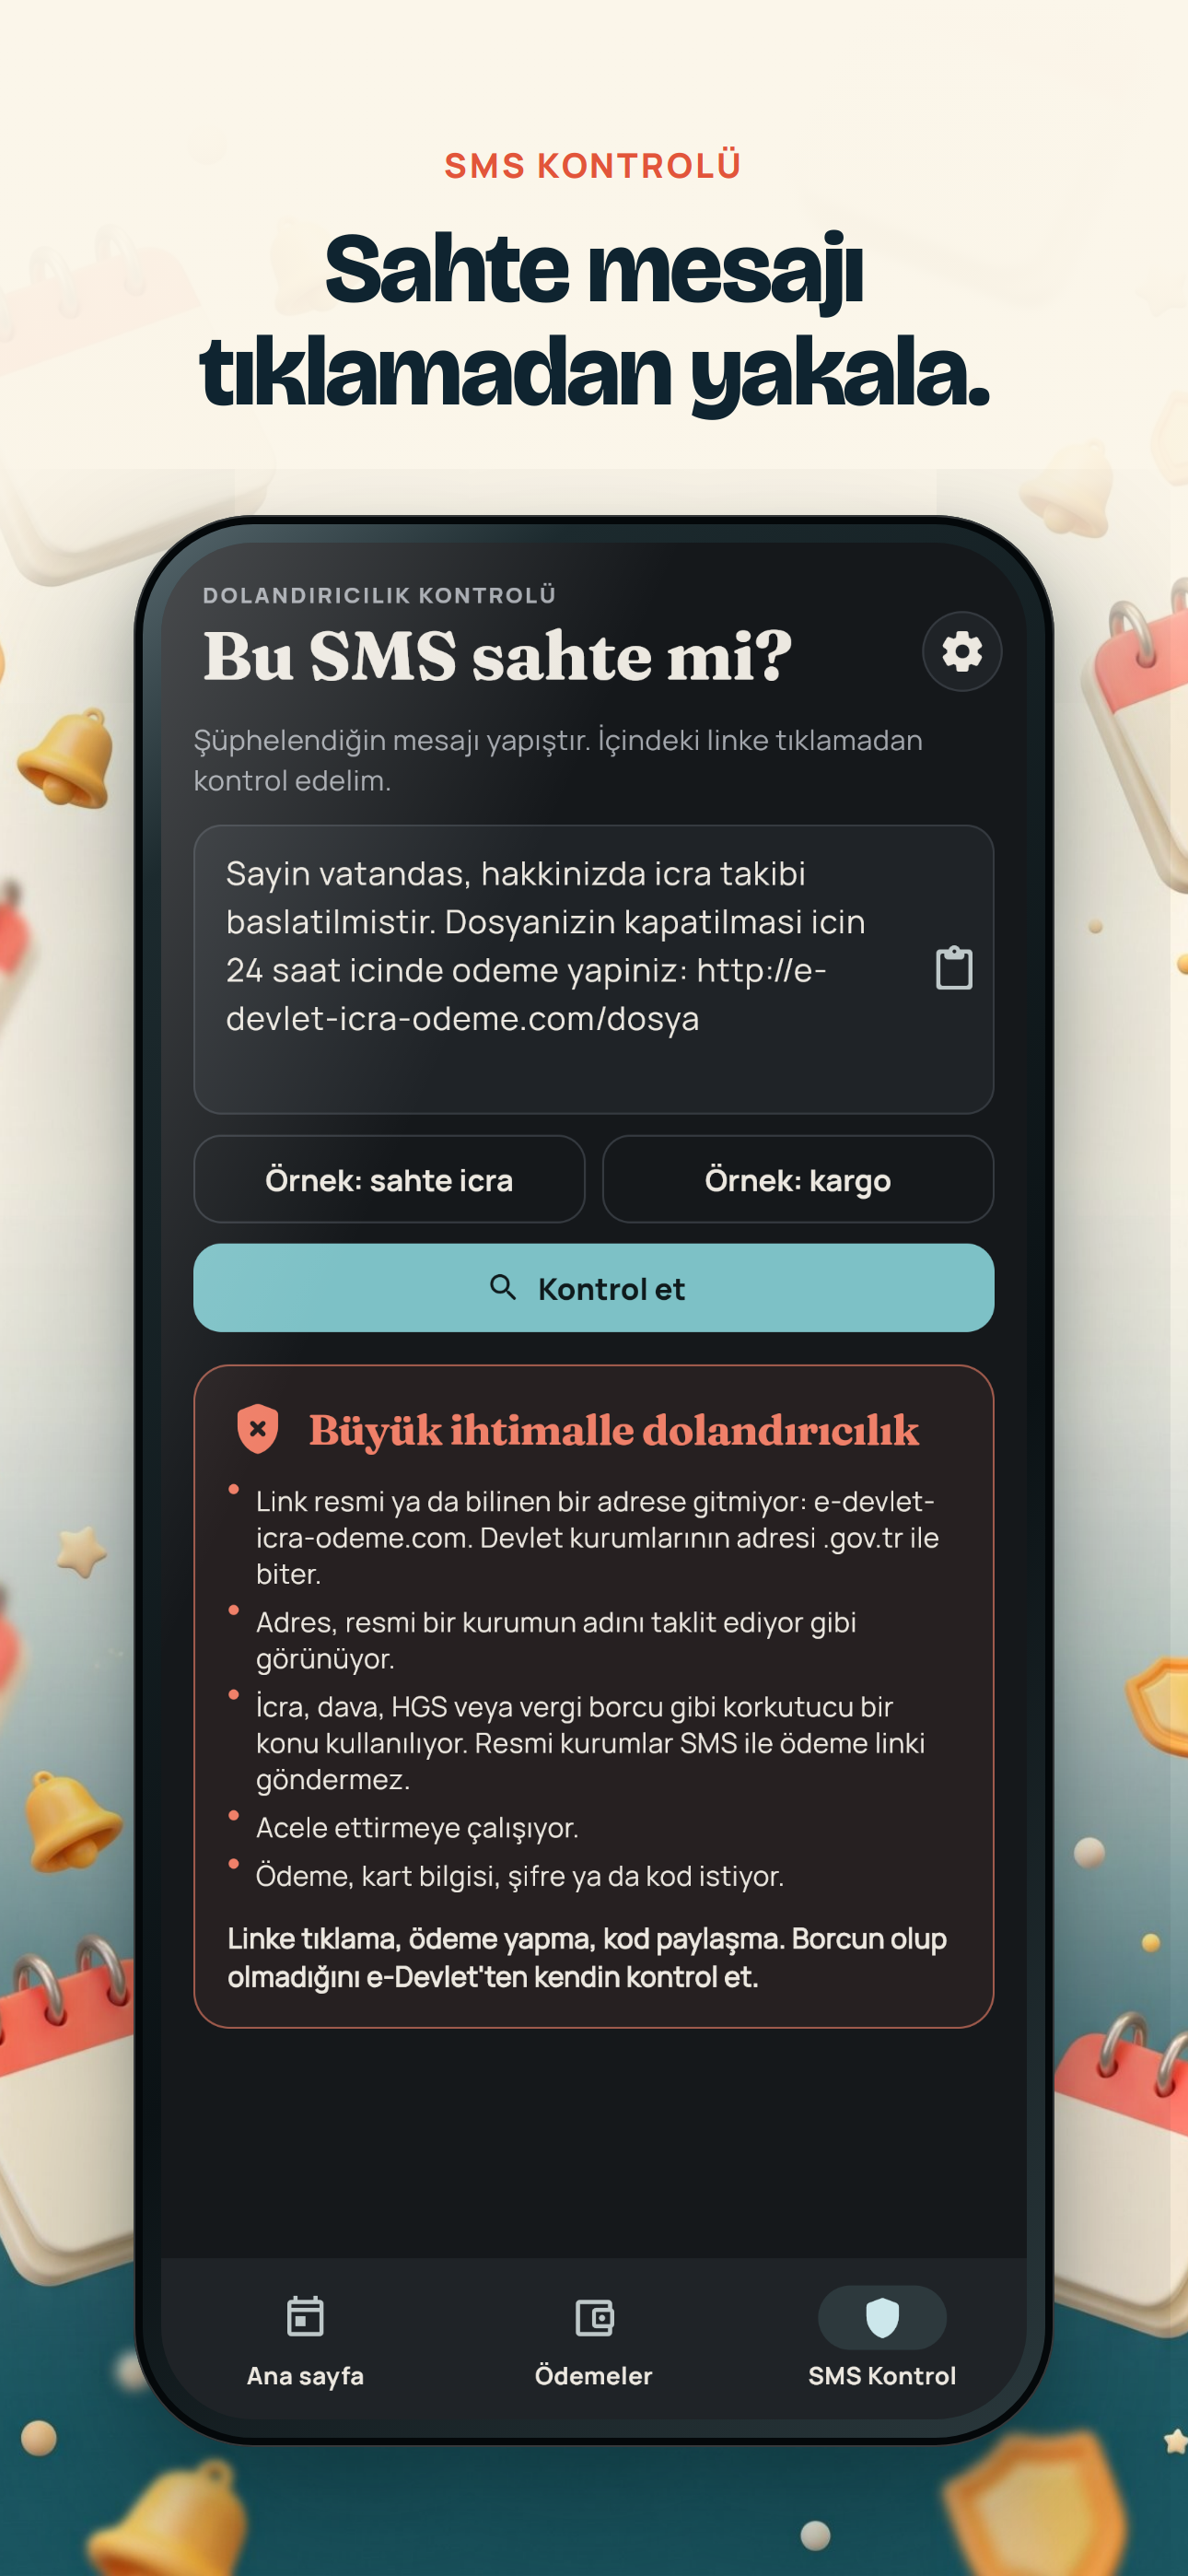 SMS KONTROLÜ
Sahte mesajı
tıklamadan yakala.
DOLANDIRICILIK KONTROLÜ
Bu SMS sahte mi?
Şüphelendiğin mesajı yapıştır. İçindeki linke tıklamadan
kontrol edelim.
Sayin vatandas, hakkinizda icra takibi
baslatilmistir. Dosyanizin kapatilmasi icin
24 saat icinde odeme yapiniz: http://e-
devlet-icra-odeme.com/dosya
Örnek: sahte icra
Örnek: kargo
Kontrol et
Büyük ihtimalle dolandırıcılık
Link resmi ya da bilinen bir adrese gitmiyor: e-devlet-
icra-odeme.com. Devlet kurumlarının adresi .gov.tr ile
biter.
Adres, resmi bir kurumun adını taklit ediyor gibi
görünüyor.
İcra, dava, HGS veya vergi borcu gibi korkutucu bir
konu kullanılıyor. Resmi kurumlar SMS ile ödeme linki
göndermez.
Acele ettirmeye çalışıyor.
Ödeme, kart bilgisi, şifre ya da kod istiyor.
Linke tıklama, ödeme yapma, kod paylaşma. Borcun olup
olmadığını e-Devlet'ten kendin kontrol et.
Ana sayfa
Ödemeler
SMS Kontrol